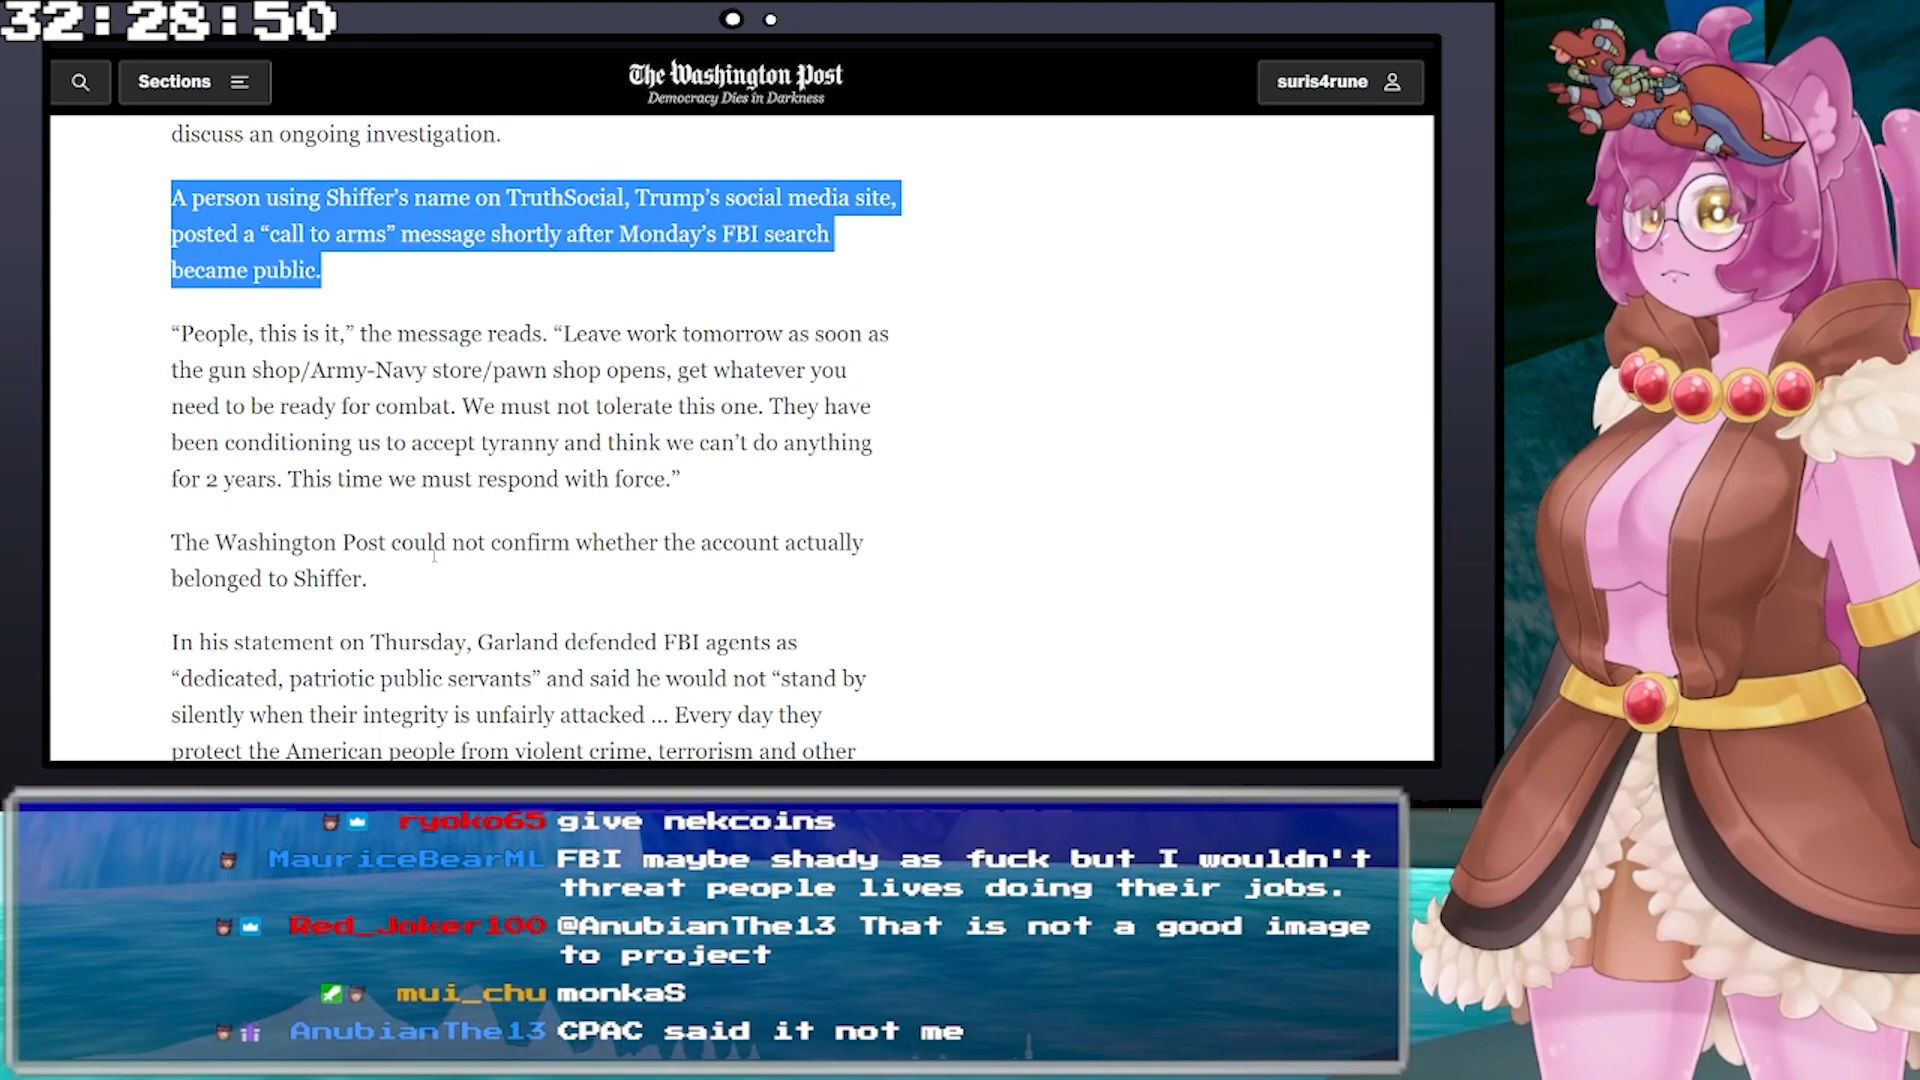 32:28:50
Sections
The Washington Post
Democracy Dies in Darkness
suris4rune
discuss an ongoing investigation.
A person using Shiffer’s name on TruthSocial, Trump’s social media site,
posted a “call to arms” message shortly after Monday’s FBI search
became public.
“People, this is it,” the message reads. “Leave work tomorrow as soon as
the gun shop/Army-Navy store/pawn shop opens, get whatever you
need to be ready for combat. We must not tolerate this one. They have
been conditioning us to accept tyranny and think we can’t do anything
for 2 years. This time we must respond with force.”
The Washington Post could not confirm whether the account actually
belonged to Shiffer.
In his statement on Thursday, Garland defended FBI agents as
“dedicated, patriotic public servants” and said he would not “stand by
silently when their integrity is unfairly attacked ... Every day they
protect the American people from violent crime, terrorism and other
ryoko65 give nekcoins
MauriceBearML FBI maybe shady as fuck but I wouldn't
threat people lives doing their jobs.
Red_Joker100 @AnubianThe13 That is not a good image
to project
mui_chu monkaS
AnubianThe13 CPAC said it not me